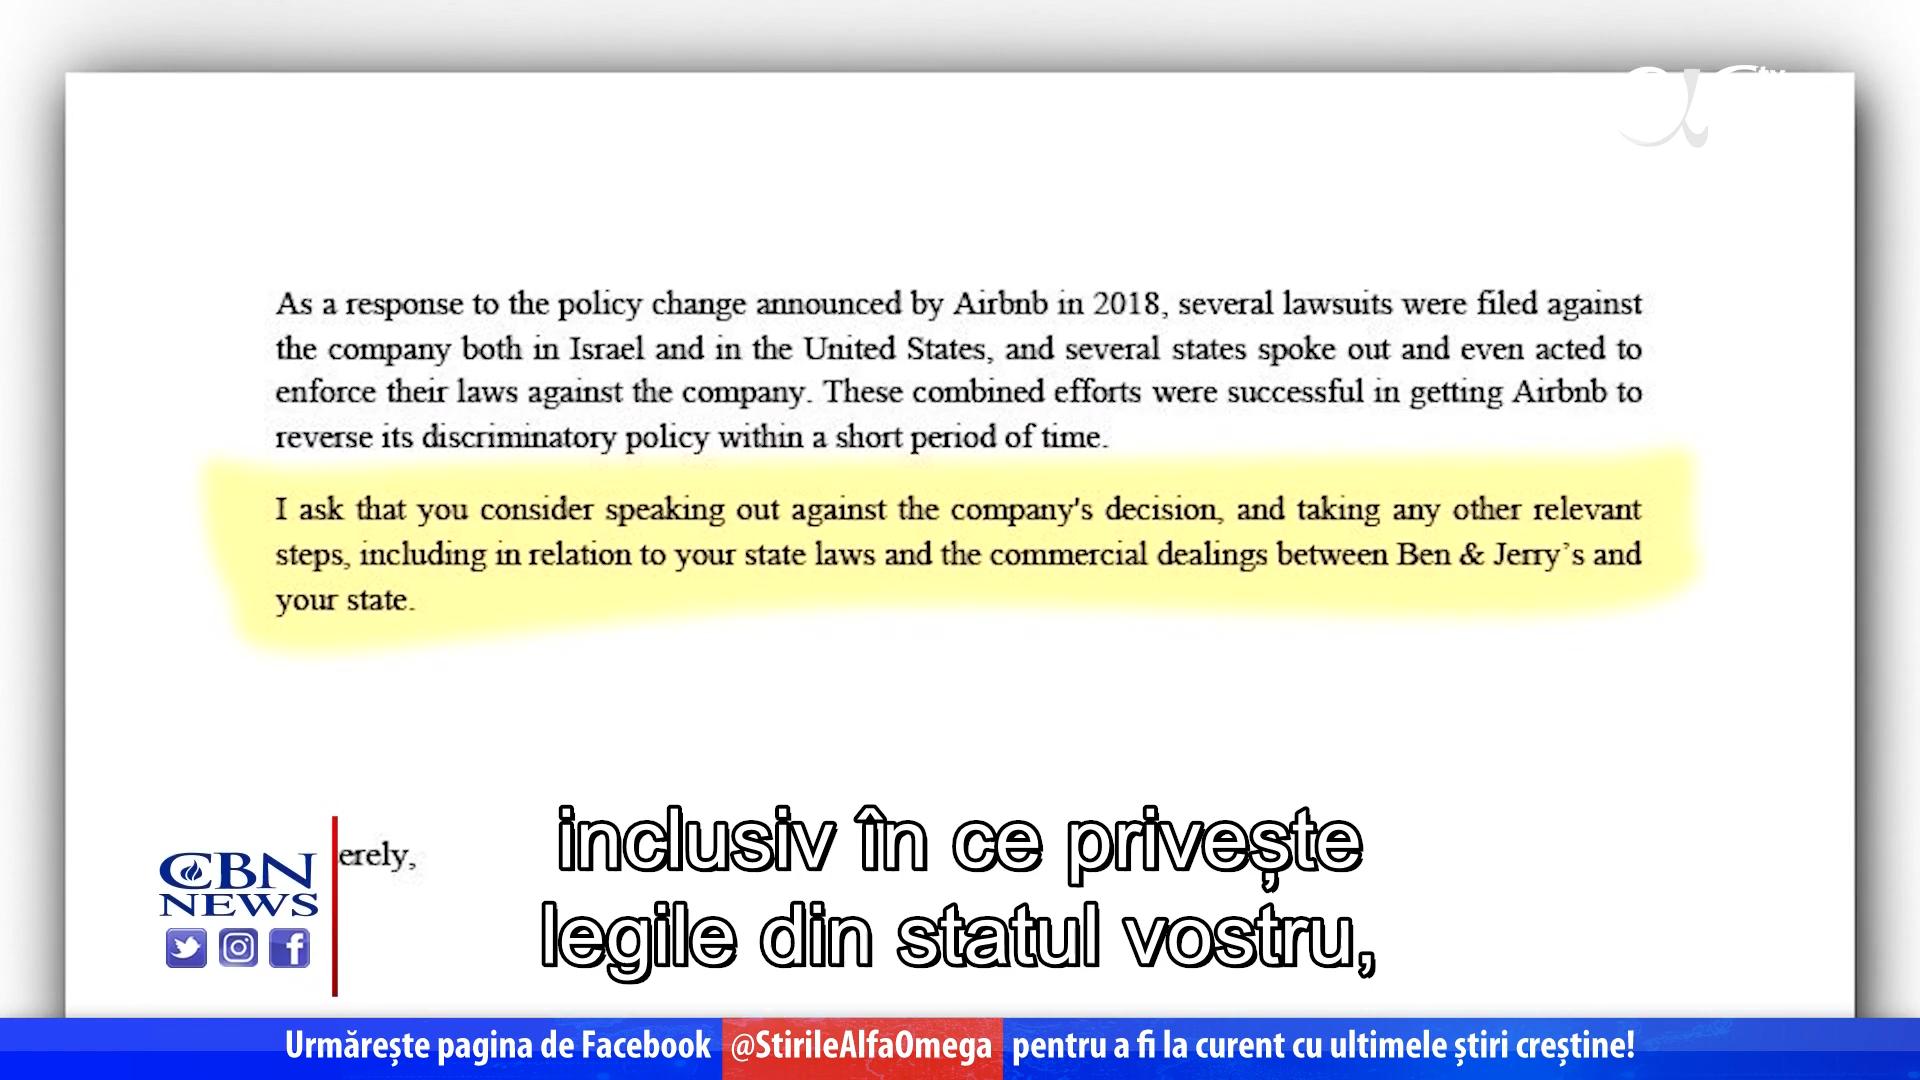 As a response to the policy change announced by Airbnb in 2018, several lawsuits were filed against
the company both in Israel and in the United States, and several states spoke out and even acted to
enforce their laws against the company. These combined efforts were successful in getting Airbnb to
reverse its discriminatory policy within a short period of time.
I ask that you consider speaking out against the company's decision, and taking any other relevant
steps, including in relation to your state laws and the commercial dealings between Ben & Jerry’s and
your state.
erely,
CBN
NEWS
inclusiv în ce privește
legile din statul vostru,
Urmărește pagina de Facebook @StirileAlfaOmega pentru a fi la curent cu ultimele știri creștine!